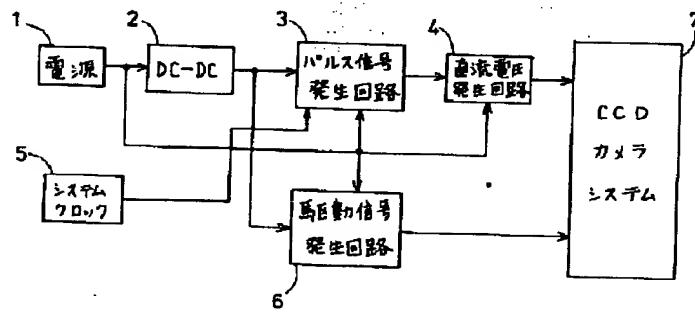 1
電源
2
DC-DC
3
パルス信号
発生回路
4
直流電圧
発生回路
7
CCD
カメラ
システム
5
システム
クロック
駆動信号
発生回路
6